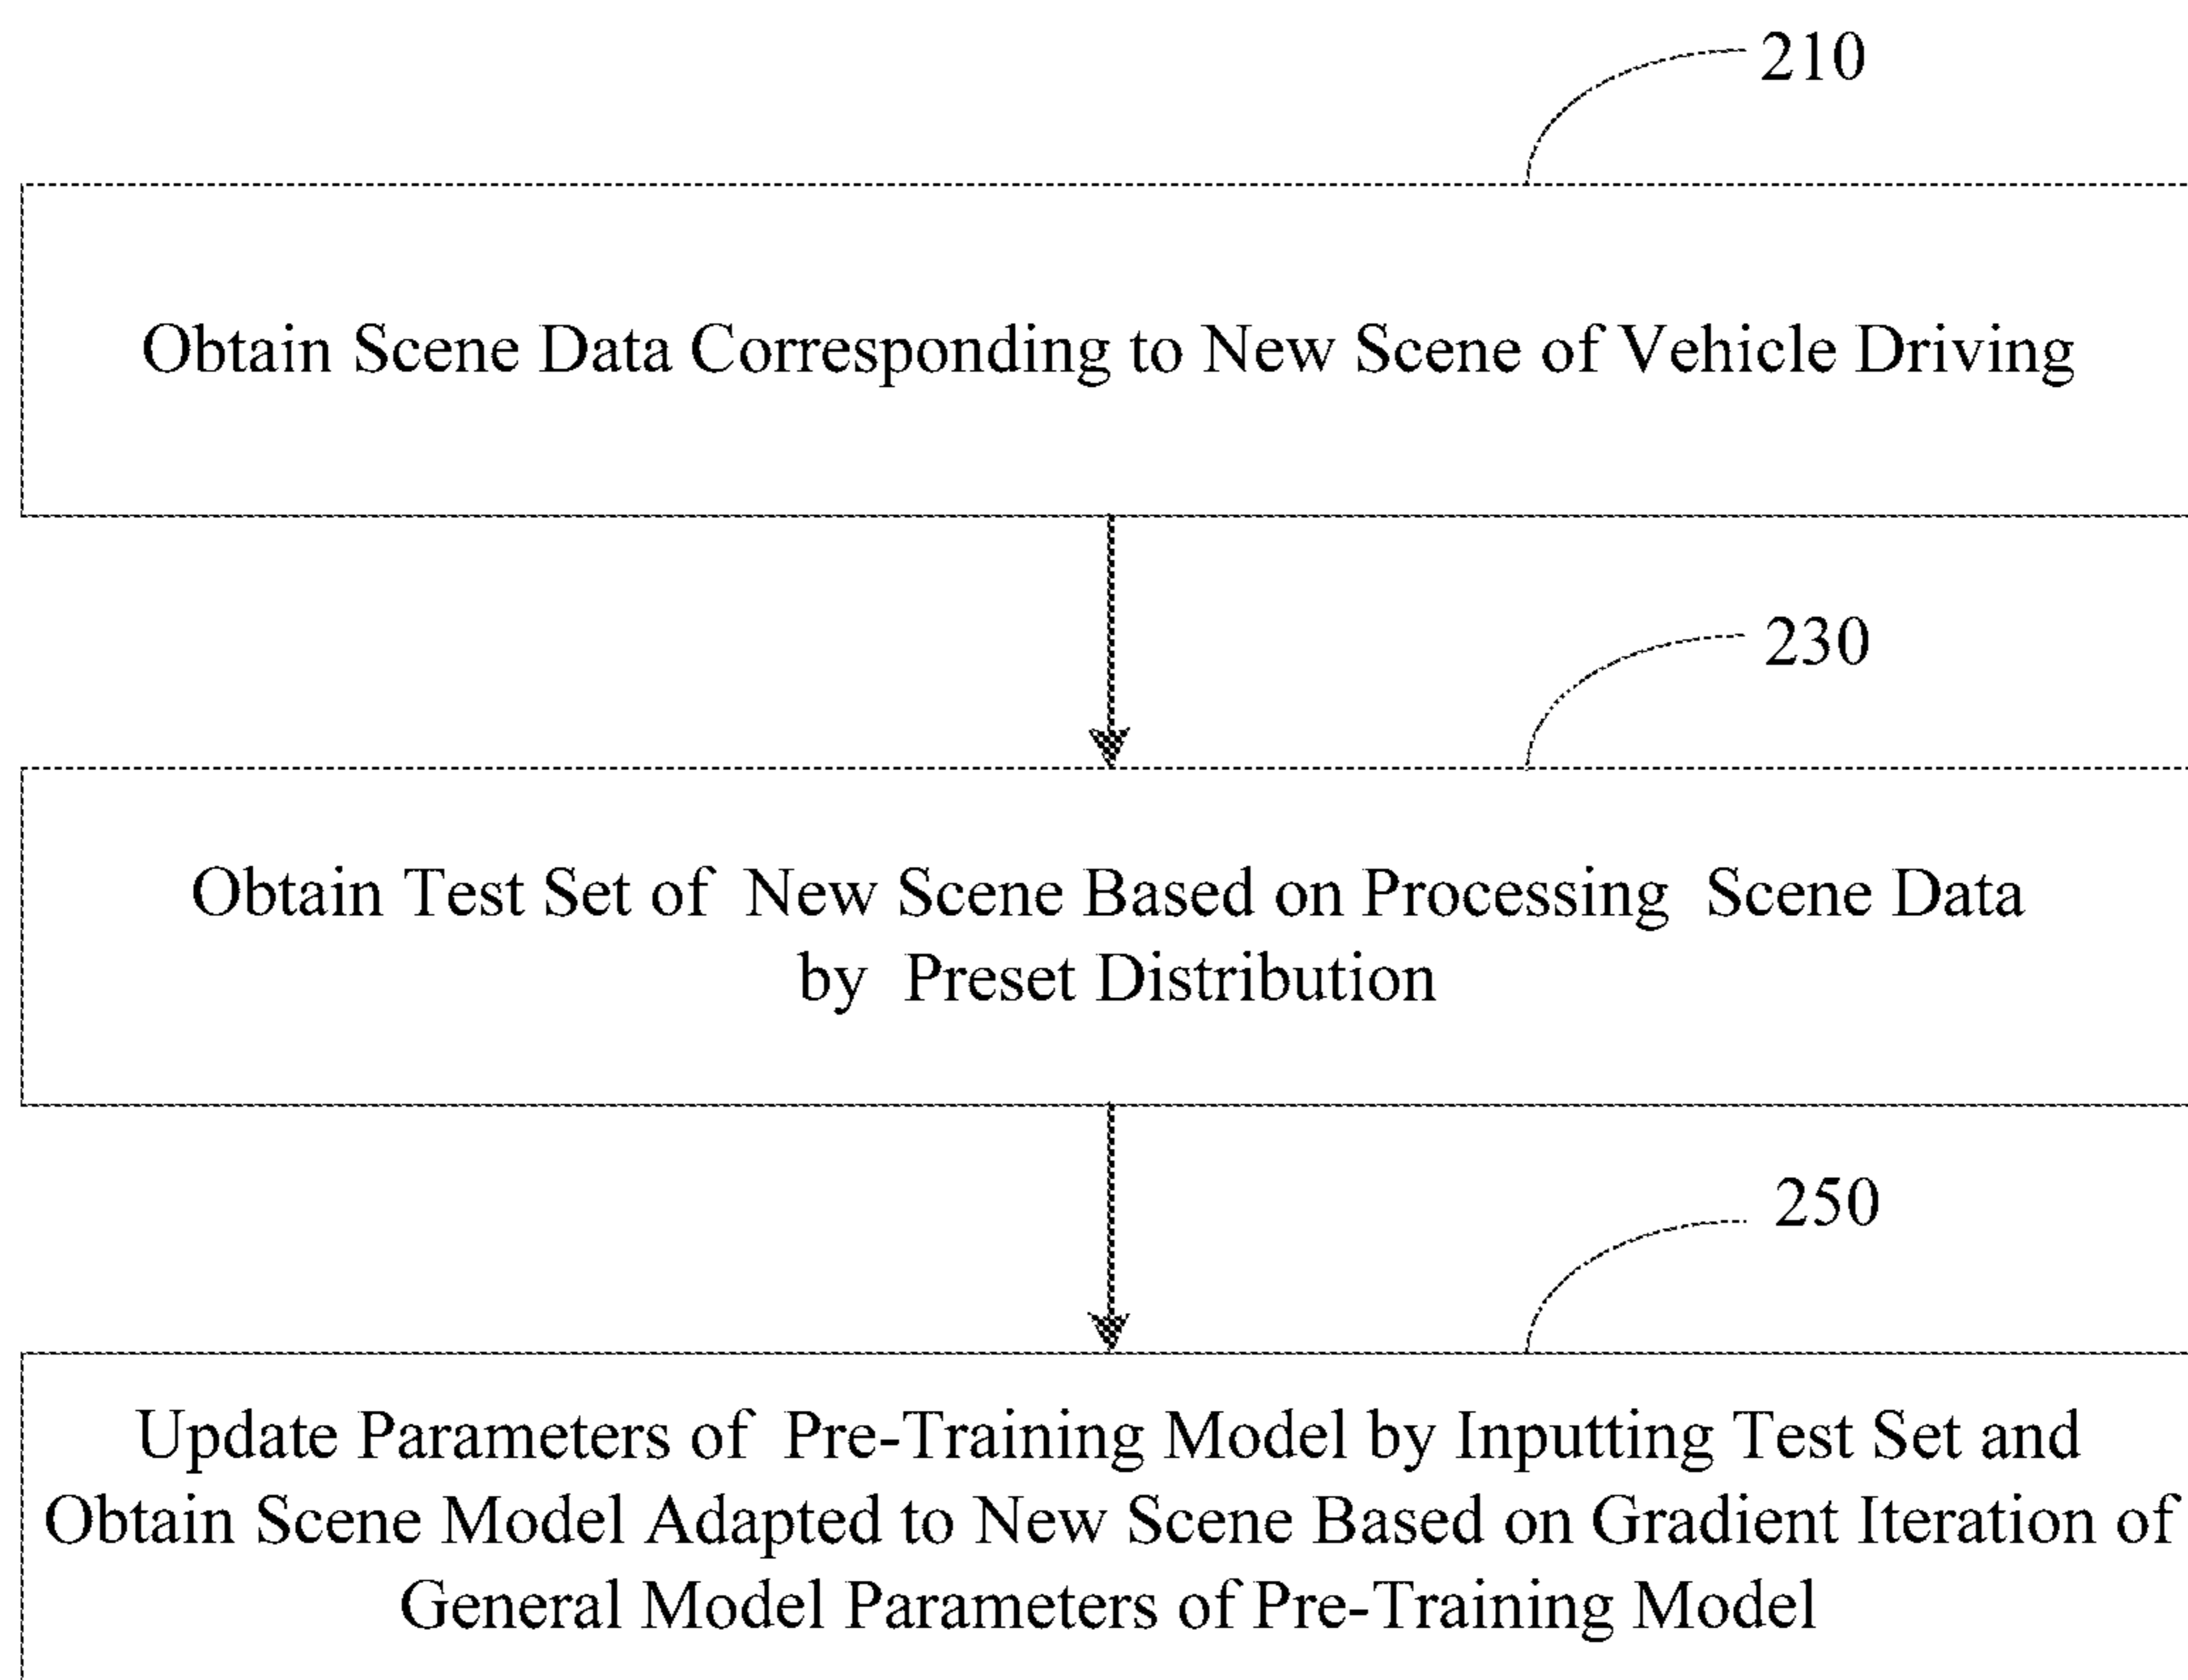 210
Obtain Scene Data Corresponding to New Scene of Vehicle Driving
230
Obtain Test Set of New Scene Based on Processing Scene Data
by Preset Distribution
250
Update Parameters of Pre-Training Model by Inputting Test Set and
Obtain Scene Model Adapted to New Scene Based on Gradient Iteration of
General Model Parameters of Pre-Training Model